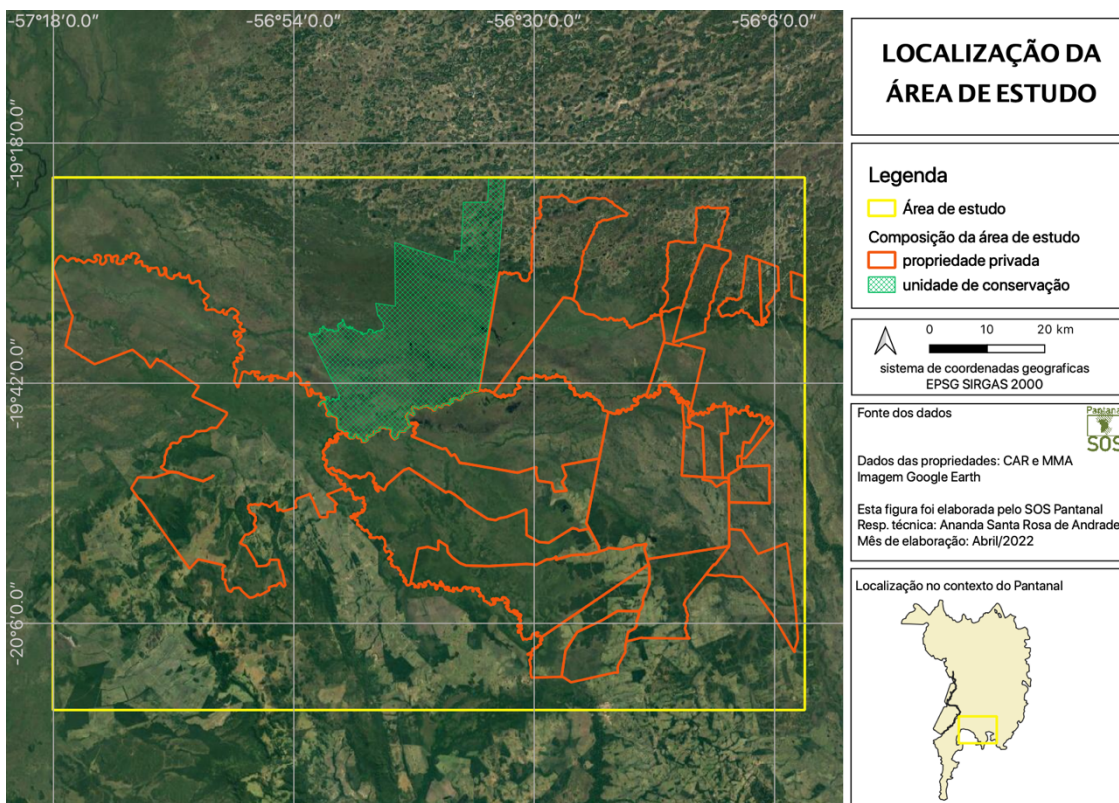 -57°18'0.0″ -56°54'0.0″ -56°30'0.0″ -56°6'0.0″
-19°18'0.0″
-19°42'0.0″
-20°6'0.0″
LOCALIZAÇÃO DA
ÁREA DE ESTUDO
Legenda
Área de estudo
Composição da área de estudo
propriedade privada
unidade de conservação
0 10 20 km
sistema de coordenadas geograficas
EPSG SIRGAS 2000
Fonte dos dados
Pantanal
SOS
Dados das propriedades: CAR e MMA
Imagem Google Earth
Esta figura foi elaborada pelo SOS Pantanal
Resp. técnica: Ananda Santa Rosa de Andrade
Mês de elaboração: Abril/2022
Localização no contexto do Pantanal